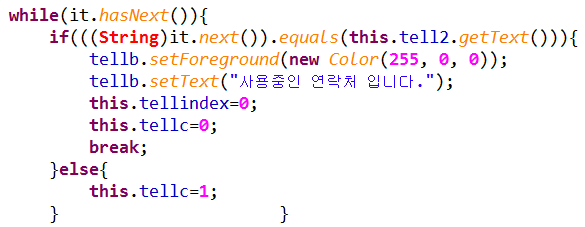 while(it.hasNext()){
    if(((String)it.next()).equals(this.tell2.getText())){
        tellb.setForeground(new Color(255, 0, 0));
        tellb.setText("사용중인 연락처 입니다.");
        this.tellindex=0;
        this.tellc=0;
        break;
    }else{
        this.tellc=1;
    }                      }